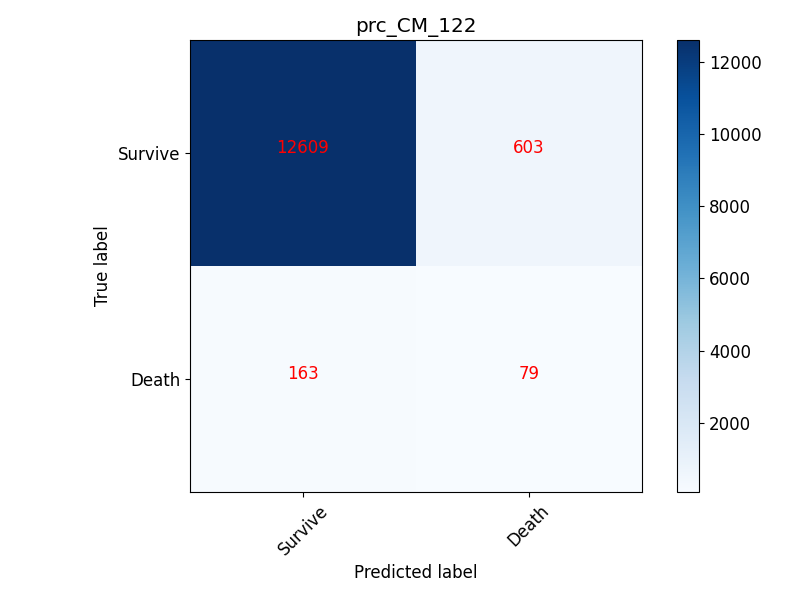 prc_CM_122
12609 603
163 79
Survive
Death
True label
Survive Death
Predicted label
12000
10000
8000
6000
4000
2000